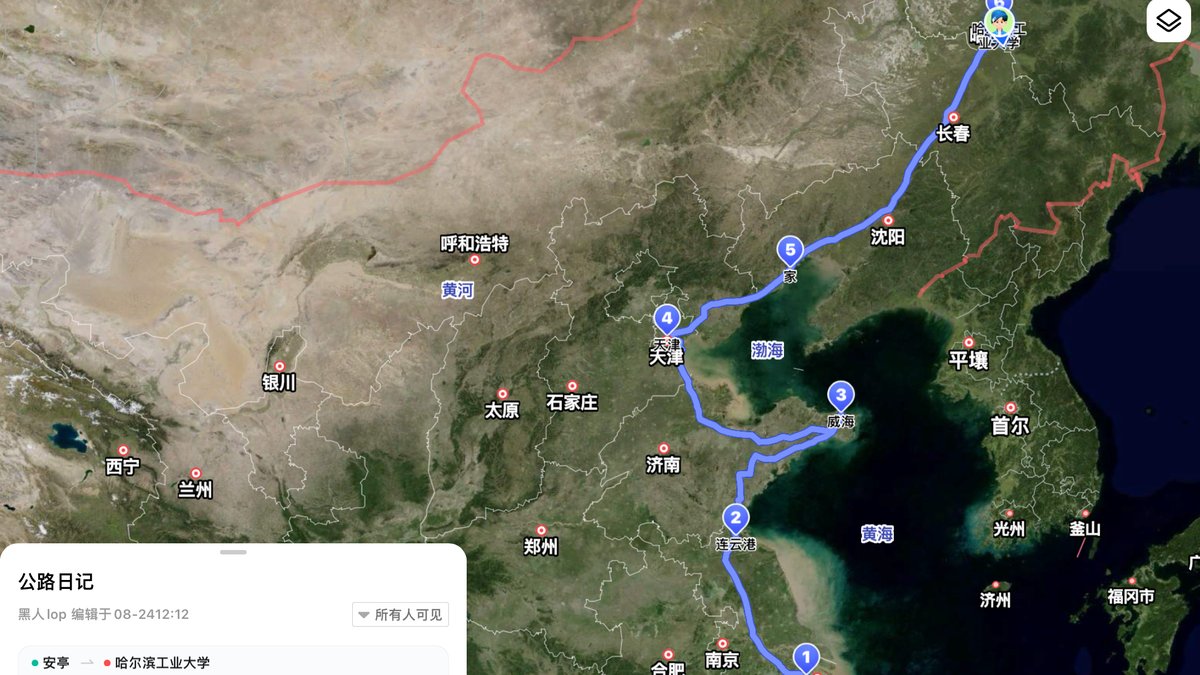 6
哈尔滨工
业大学
长春
沈阳
呼和浩特
黄河
5
家
4
天津
天津
渤海
平壤
3
威海
银川
太原
石家庄
首尔
济南
西宁
兰州
2
连云港
黄海
光州
釜山
郑州
济州
福冈市
南京
合肥
1
公路日记
黑人lop 编辑于08-2412:12
所有人可见
安亭
哈尔滨工业大学